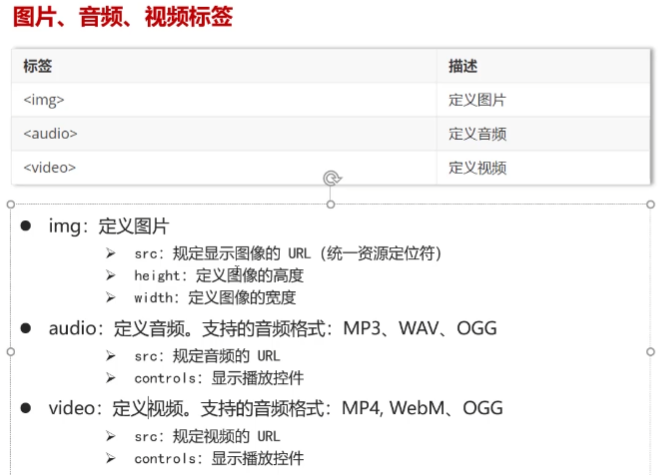 图片、音频、视频标签
标签 描述
<img> 定义图片
<audio> 定义音频
<video> 定义视频
● img：定义图片
➢ src：规定显示图像的 URL（统一资源定位符）
➢ height：定义图像的高度
➢ width：定义图像的宽度
● audio：定义音频。支持的音频格式：MP3、WAV、OGG
➢ src：规定音频的 URL
➢ controls：显示播放控件
● video：定义视频。支持的音频格式：MP4, WebM、OGG
➢ src：规定视频的 URL
➢ controls：显示播放控件